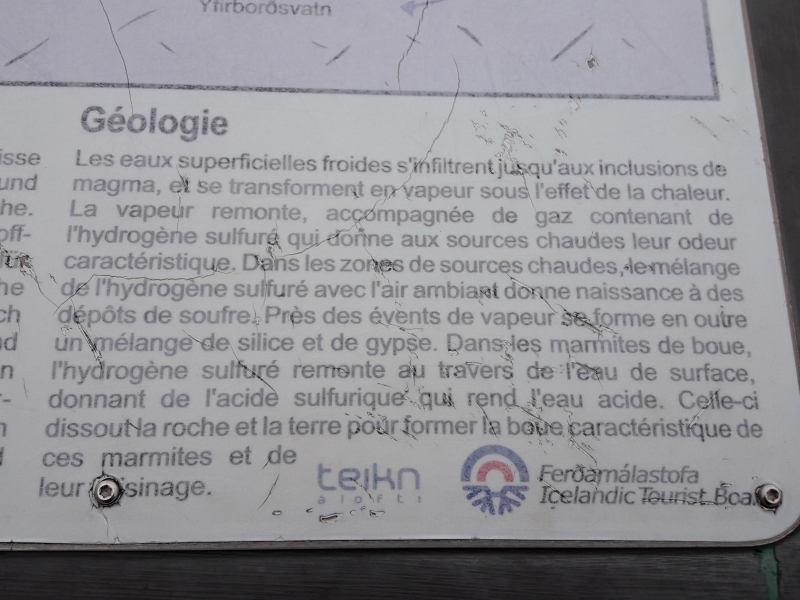 Yfirborðsvatn
Géologie
Les eaux superficielles froides s'infiltrent jusqu'aux inclusions de
magma, et se transforment en vapeur sous l'effet de la chaleur.
La vapeur remonte, accompagnée de gaz contenant de
l'hydrogène sulfuré qui donne aux sources chaudes leur odeur
caractéristique. Dans les zones de sources chaudes, le mélange
de l'hydrogène sulfuré avec l'air ambiant donne naissance à des
dépôts de soufre. Près des évents de vapeur se forme en outre
un mélange de silice et de gypse. Dans les marmites de boue,
l'hydrogène sulfuré remonte au travers de l'eau de surface,
donnant de l'acide sulfurique qui rend l'eau acide. Celle-ci
dissout la roche et la terre pour former la boue caractéristique de
ces marmites et de
leur
teikn
á lofti
Ferðamálastofa
Icelandic Tourist